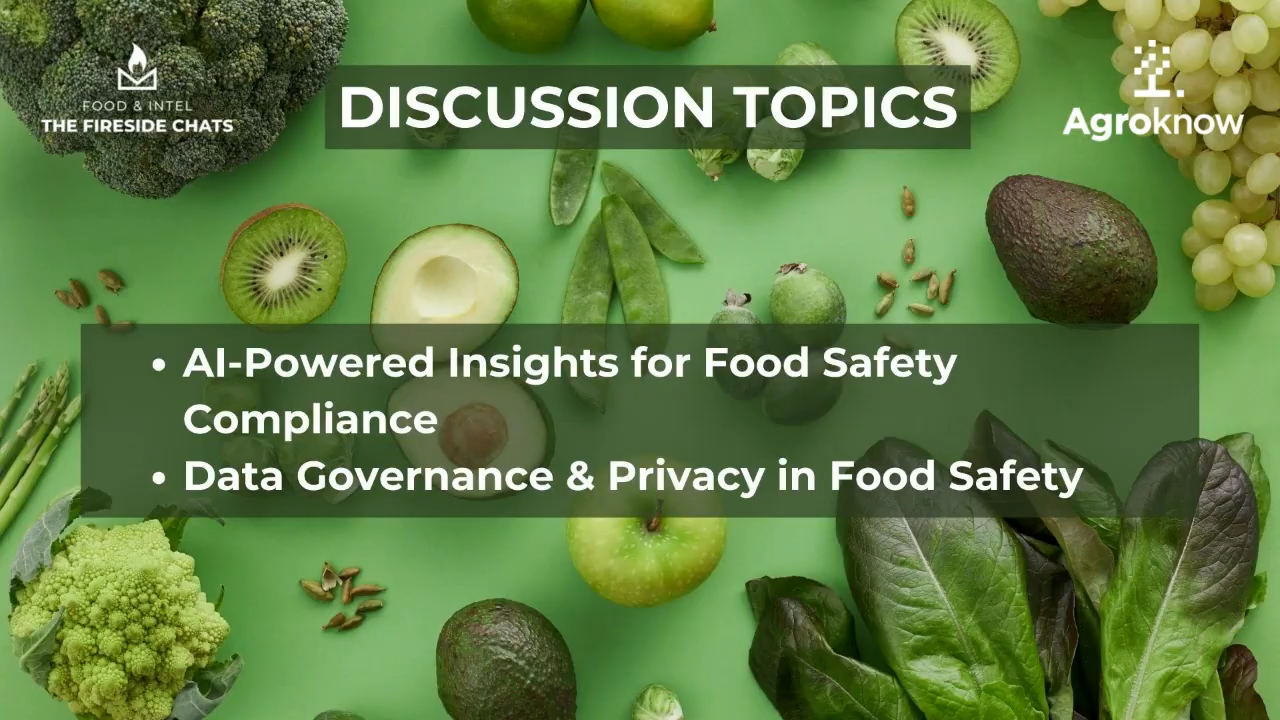 FOOD & INTEL
THE FIRESIDE CHATS
DISCUSSION TOPICS
Agroknow
• AI-Powered Insights for Food Safety
Compliance
• Data Governance & Privacy in Food Safety